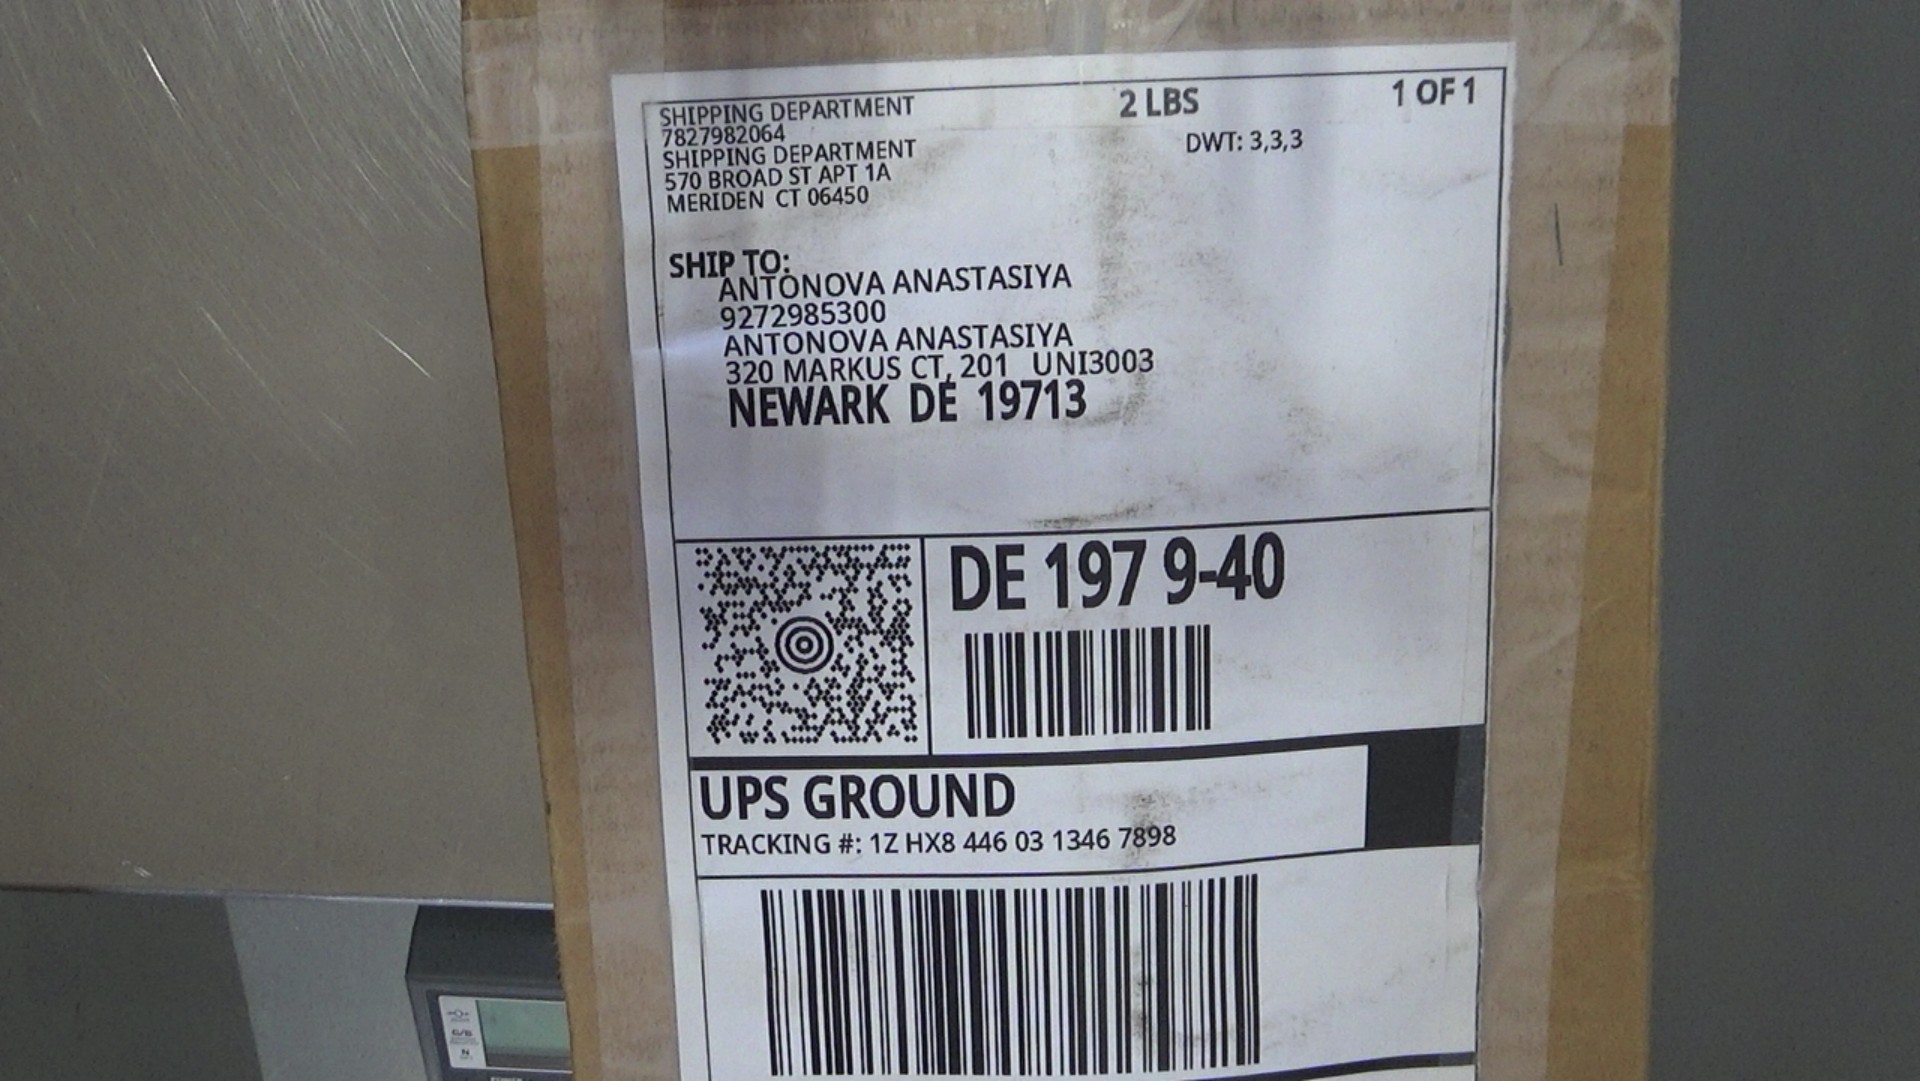 SHIPPING DEPARTMENT
7827982064
SHIPPING DEPARTMENT
570 BROAD ST APT 1A
MERIDEN CT 06450
2 LBS
1 OF 1
DWT: 3,3,3
SHIP TO:
ANTONOVA ANASTASIYA
9272985300
ANTONOVA ANASTASIYA
320 MARKUS CT, 201 UNI3003
NEWARK DE 19713
DE 197 9-40
UPS GROUND
TRACKING #: 1Z HX8 446 03 1346 7898
G/B
N